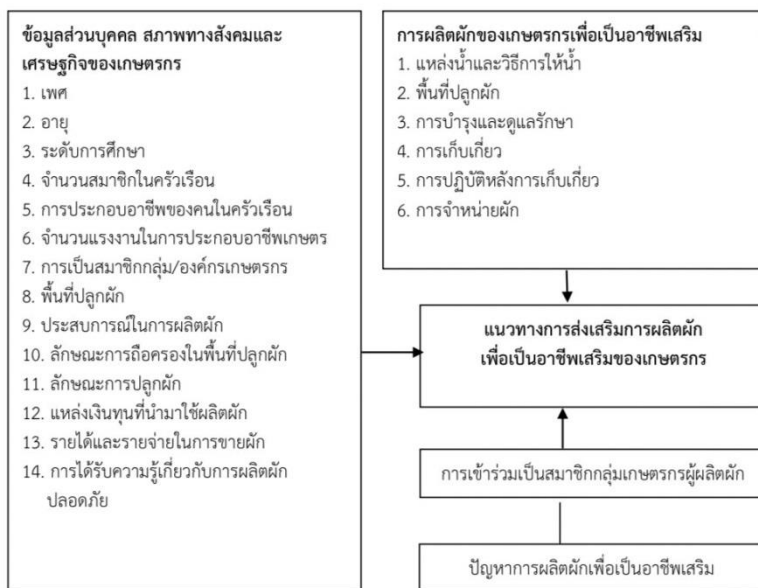 ข้อมูลส่วนบุคคล สภาพทางสังคมและ
เศรษฐกิจของเกษตรกร
1. เพศ
2. อายุ
3. ระดับการศึกษา
4. จำนวนสมาชิกในครัวเรือน
5. การประกอบอาชีพของคนในครัวเรือน
6. จำนวนแรงงานในการประกอบอาชีพเกษตร
7. การเป็นสมาชิกกลุ่ม/องค์กรเกษตรกร
8. พื้นที่ปลูกผัก
9. ประสบการณ์ในการผลิตผัก
10. ลักษณะการถือครองในพื้นที่ปลูกผัก
11. ลักษณะการปลูกผัก
12. แหล่งเงินทุนที่นำมาใช้ผลิตผัก
13. รายได้และรายจ่ายในการขายผัก
14. การได้รับความรู้เกี่ยวกับการผลิตผัก
ปลอดภัย
การผลิตผักของเกษตรกรเพื่อเป็นอาชีพเสริม
1. แหล่งน้ำและวิธีการให้น้ำ
2. พื้นที่ปลูกผัก
3. การบำรุงและดูแลรักษา
4. การเก็บเกี่ยว
5. การปฏิบัติหลังการเก็บเกี่ยว
6. การจำหน่ายผัก
แนวทางการส่งเสริมการผลิตผัก
เพื่อเป็นอาชีพเสริมของเกษตรกร
การเข้าร่วมเป็นสมาชิกกลุ่มเกษตรกรผู้ผลิตผัก
ปัญหาการผลิตผักเพื่อเป็นอาชีพเสริม